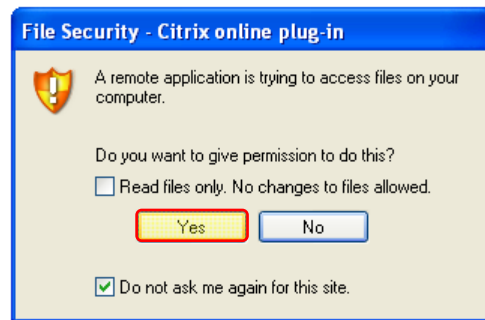 File Security - Citrix online plug-in
A remote application is trying to access files on your
computer.
Do you want to give permission to do this?
Read files only. No changes to files allowed.
Yes No
Do not ask me again for this site.